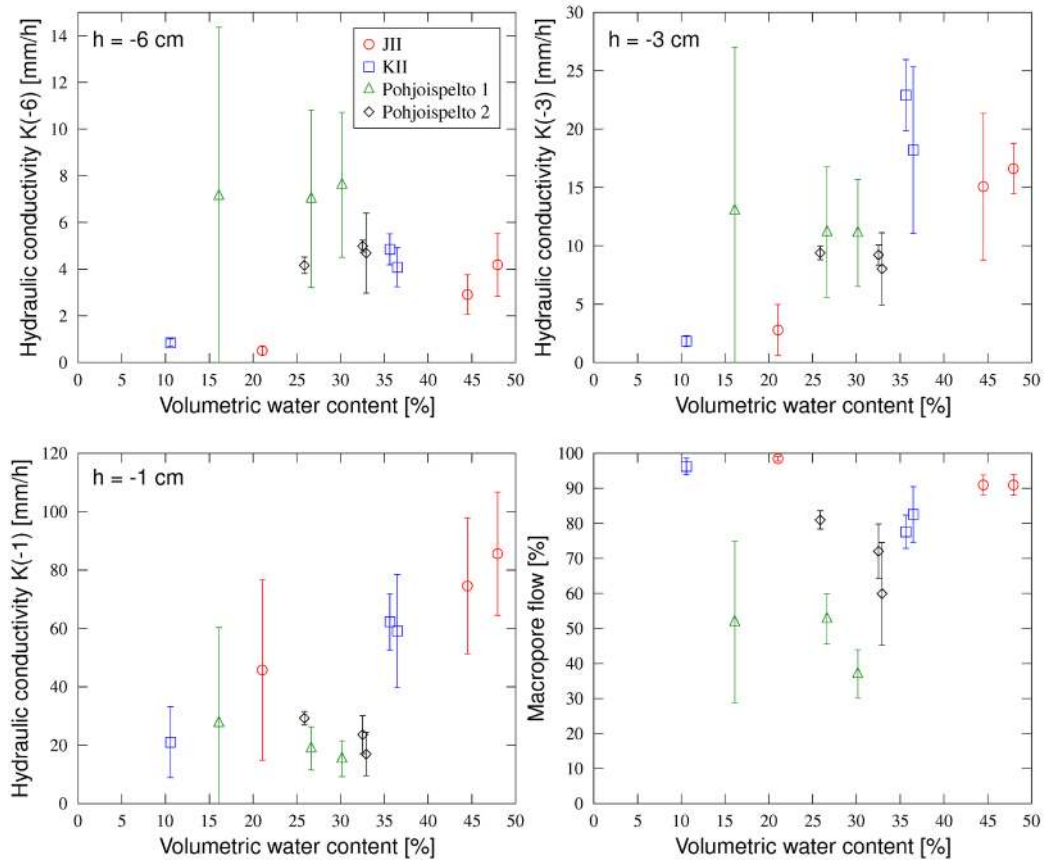 h = -6 cm
Hydraulic conductivity K(-6) [mm/h]
14
12
10
8
6
4
2
0
0 5 10 15 20 25 30 35 40 45 50
Volumetric water content [%]
JII
KII
Pohjoispelto 1
Pohjoispelto 2
h = -3 cm
Hydraulic conductivity K(-3) [mm/h]
30
25
20
15
10
5
0
0 5 10 15 20 25 30 35 40 45 50
Volumetric water content [%]
h = -1 cm
Hydraulic conductivity K(-1) [mm/h]
120
100
80
60
40
20
0
0 5 10 15 20 25 30 35 40 45 50
Volumetric water content [%]
Macropore flow [%]
100
90
80
70
60
50
40
30
20
10
0
0 5 10 15 20 25 30 35 40 45 50
Volumetric water content [%]